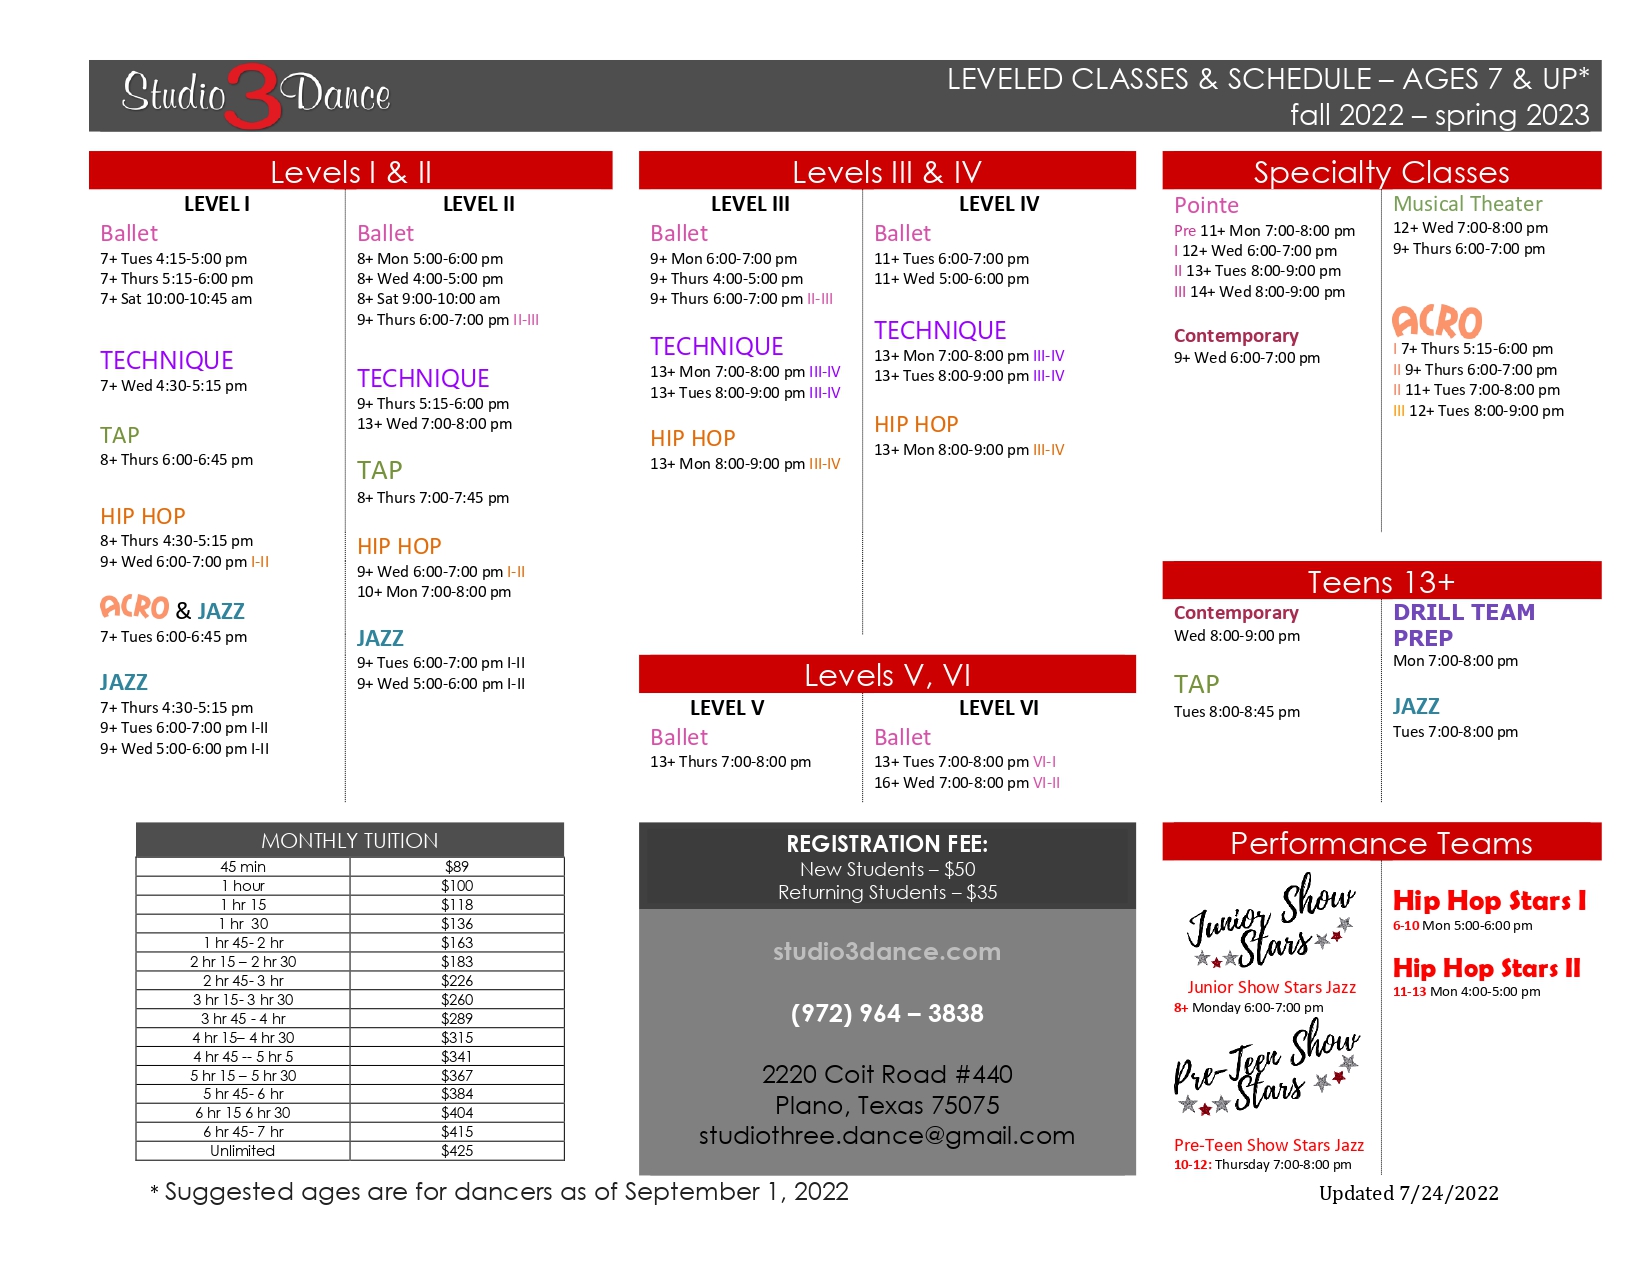 Studio 3 Dance
LEVELED CLASSES & SCHEDULE – AGES 7 & UP*
fall 2022 – spring 2023
Levels I & II
LEVEL I
Ballet
7+ Tues 4:15-5:00 pm
7+ Thurs 5:15-6:00 pm
7+ Sat 10:00-10:45 am
TECHNIQUE
7+ Wed 4:30-5:15 pm
TAP
8+ Thurs 6:00-6:45 pm
HIP HOP
8+ Thurs 4:30-5:15 pm
9+ Wed 6:00-7:00 pm I-II
ACRO & JAZZ
7+ Tues 6:00-6:45 pm
JAZZ
7+ Thurs 4:30-5:15 pm
9+ Tues 6:00-7:00 pm I-II
9+ Wed 5:00-6:00 pm I-II
LEVEL II
Ballet
8+ Mon 5:00-6:00 pm
8+ Wed 4:00-5:00 pm
8+ Sat 9:00-10:00 am
9+ Thurs 6:00-7:00 pm II-III
TECHNIQUE
9+ Thurs 5:15-6:00 pm
13+ Wed 7:00-8:00 pm
TAP
8+ Thurs 7:00-7:45 pm
HIP HOP
9+ Wed 6:00-7:00 pm I-II
10+ Mon 7:00-8:00 pm
JAZZ
9+ Tues 6:00-7:00 pm I-II
9+ Wed 5:00-6:00 pm I-II
Levels III & IV
LEVEL III
Ballet
9+ Mon 6:00-7:00 pm
9+ Thurs 4:00-5:00 pm
9+ Thurs 6:00-7:00 pm II-III
TECHNIQUE
13+ Mon 7:00-8:00 pm III-IV
13+ Tues 8:00-9:00 pm III-IV
HIP HOP
13+ Mon 8:00-9:00 pm III-IV
LEVEL IV
Ballet
11+ Tues 6:00-7:00 pm
11+ Wed 5:00-6:00 pm
TECHNIQUE
13+ Mon 7:00-8:00 pm III-IV
13+ Tues 8:00-9:00 pm III-IV
HIP HOP
13+ Mon 8:00-9:00 pm III-IV
Levels V, VI
LEVEL V
Ballet
13+ Thurs 7:00-8:00 pm
LEVEL VI
Ballet
13+ Tues 7:00-8:00 pm VI-I
16+ Wed 7:00-8:00 pm VI-II
Specialty Classes
Pointe
Pre 11+ Mon 7:00-8:00 pm
I 12+ Wed 6:00-7:00 pm
II 13+ Tues 8:00-9:00 pm
III 14+ Wed 8:00-9:00 pm
Contemporary
9+ Wed 6:00-7:00 pm
Musical Theater
12+ Wed 7:00-8:00 pm
9+ Thurs 6:00-7:00 pm
ACRO
I 7+ Thurs 5:15-6:00 pm
II 9+ Thurs 6:00-7:00 pm
II 11+ Tues 7:00-8:00 pm
III 12+ Tues 8:00-9:00 pm
Teens 13+
Contemporary
Wed 8:00-9:00 pm
TAP
Tues 8:00-8:45 pm
DRILL TEAM
PREP
Mon 7:00-8:00 pm
JAZZ
Tues 7:00-8:00 pm
MONTHLY TUITION
45 min $89
1 hour $100
1 hr 15 $118
1 hr 30 $136
1 hr 45- 2 hr $163
2 hr 15 – 2 hr 30 $183
2 hr 45- 3 hr $226
3 hr 15- 3 hr 30 $260
3 hr 45 - 4 hr $289
4 hr 15– 4 hr 30 $315
4 hr 45 -- 5 hr 5 $341
5 hr 15 – 5 hr 30 $367
5 hr 45- 6 hr $384
6 hr 15 6 hr 30 $404
6 hr 45- 7 hr $415
Unlimited $425
REGISTRATION FEE:
New Students – $50
Returning Students – $35
studio3dance.com
(972) 964 – 3838
2220 Coit Road #440
Plano, Texas 75075
studiothree.dance@gmail.com
Performance Teams
Junior Show
Stars
Junior Show Stars Jazz
8+ Monday 6:00-7:00 pm
Pre-Teen Show
Stars
Pre-Teen Show Stars Jazz
10-12: Thursday 7:00-8:00 pm
Hip Hop Stars I
6-10 Mon 5:00-6:00 pm
Hip Hop Stars II
11-13 Mon 4:00-5:00 pm
* Suggested ages are for dancers as of September 1, 2022
Updated 7/24/2022